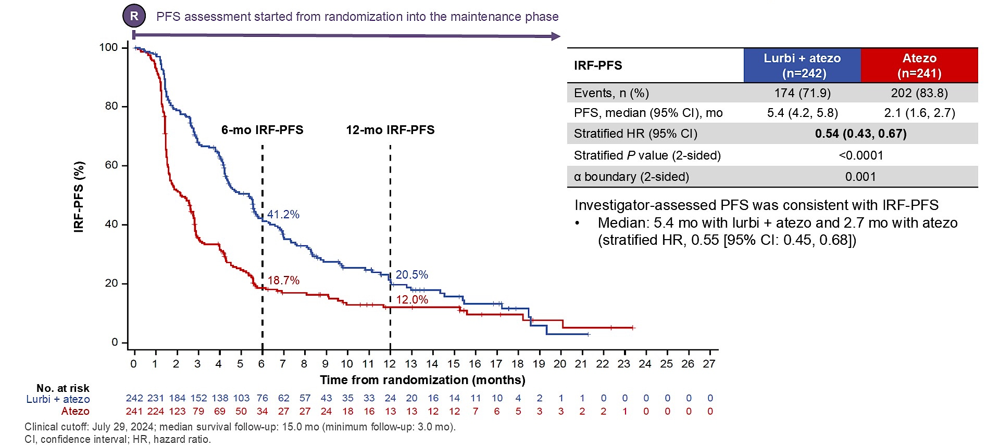 R PFS assessment started from randomization into the maintenance phase
IRF-PFS (%)
100
80
60
40
20
0
6-mo IRF-PFS 12-mo IRF-PFS
41.2%
18.7%
20.5%
12.0%
0 1 2 3 4 5 6 7 8 9 10 11 12 13 14 15 16 17 18 19 20 21 22 23 24 25 26 27
Time from randomization (months)
No. at risk
Lurbi + atezo 242 231 184 152 138 103 76 62 57 43 35 33 24 20 16 14 11 10 4 2 1 1 0 0 0 0 0 0
Atezo 241 224 123 79 69 50 34 27 27 24 18 16 13 13 12 12 7 6 5 3 3 2 2 1 0 0 0 0
Clinical cutoff: July 29, 2024; median survival follow-up: 15.0 mo (minimum follow-up: 3.0 mo).
CI, confidence interval; HR, hazard ratio.
IRF-PFS Lurbi + atezo (n=242) Atezo (n=241)
Events, n (%) 174 (71.9) 202 (83.8)
PFS, median (95% CI), mo 5.4 (4.2, 5.8) 2.1 (1.6, 2.7)
Stratified HR (95% CI) 0.54 (0.43, 0.67)
Stratified P value (2-sided) <0.0001
α boundary (2-sided) 0.001
Investigator-assessed PFS was consistent with IRF-PFS
• Median: 5.4 mo with lurbi + atezo and 2.7 mo with atezo
(stratified HR, 0.55 [95% CI: 0.45, 0.68])